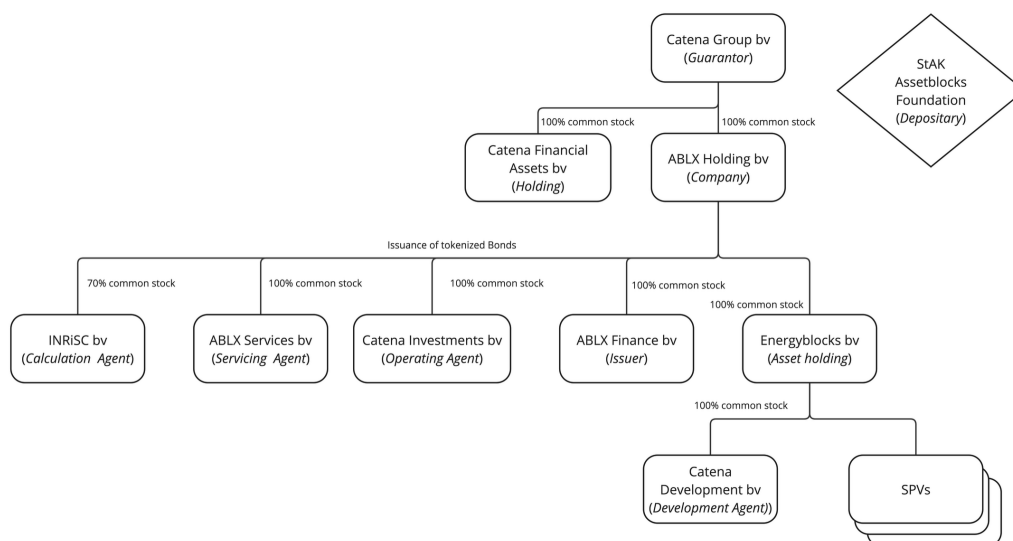 Catena Group bv
(Guarantor)
StAK
Assetblocks
Foundation
(Depositary)
100% common stock
100% common stock
Catena Financial
Assets bv
(Holding)
ABLX Holding bv
(Company)
Issuance of tokenized Bonds
70% common stock
100% common stock
100% common stock
100% common stock
100% common stock
INRiSC bv
(Calculation Agent)
ABLX Services bv
(Servicing Agent)
Catena Investments bv
(Operating Agent)
ABLX Finance bv
(Issuer)
Energyblocks bv
(Asset holding)
100% common stock
Catena
Development bv
(Development Agent))
SPVs